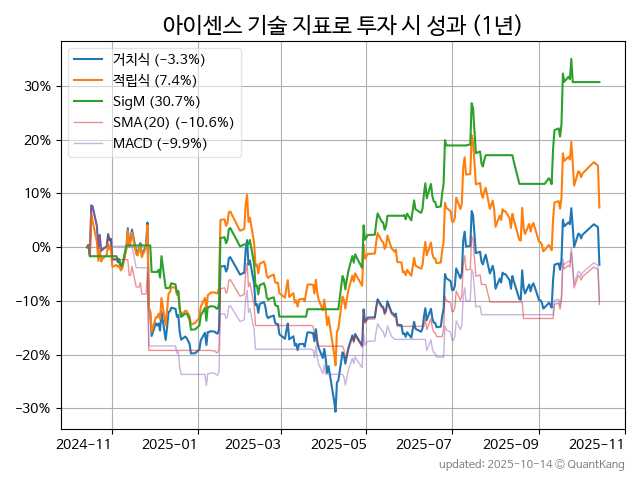 아이센스 기술 지표로 투자 시 성과 (1년)
거치식 (−3.3%)
적립식 (7.4%)
SigM (30.7%)
SMA(20) (−10.6%)
MACD (−9.9%)
30%
20%
10%
0%
−10%
−20%
−30%
2024−11 2025−01 2025−03 2025−05 2025−07 2025−09 2025−11
updated: 2025-10-14 © QuantKang